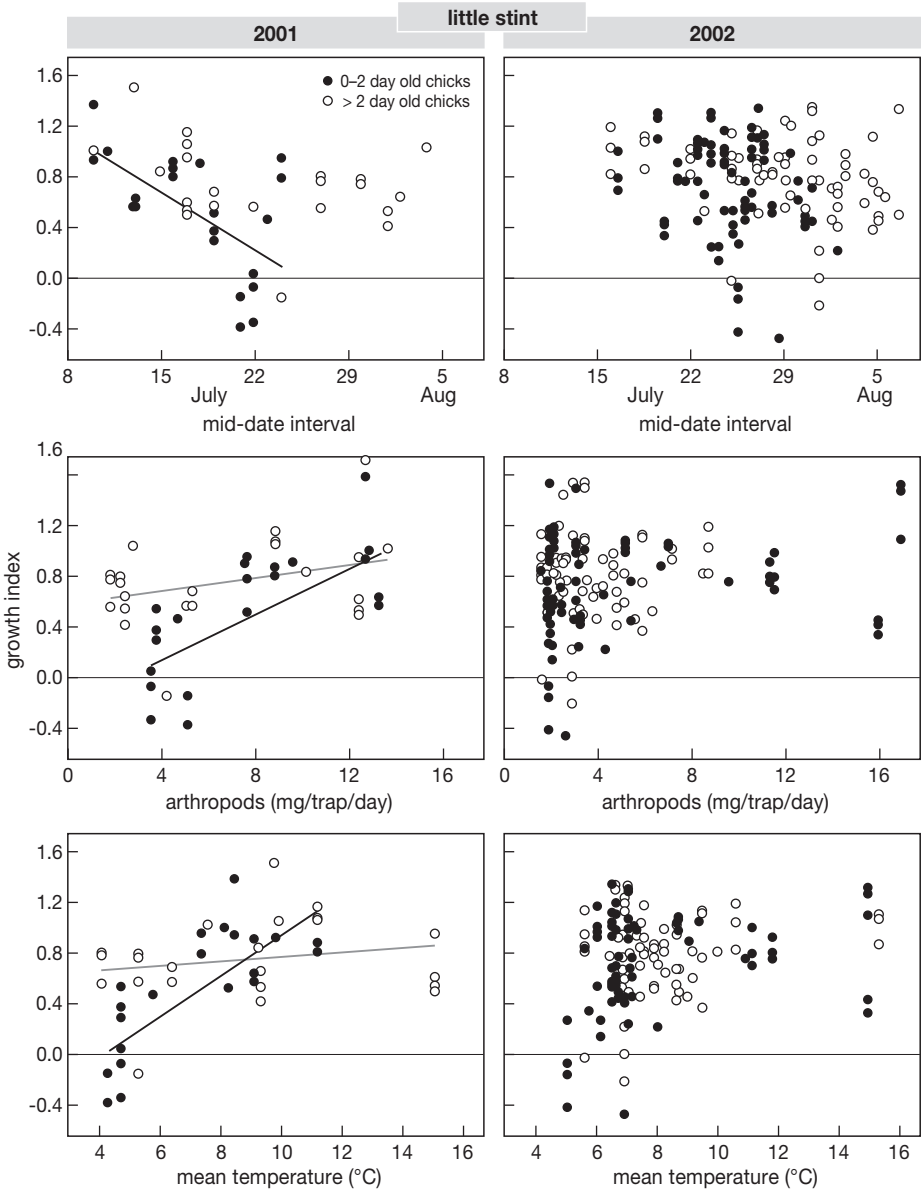 little stint
2001
2002
0–2 day old chicks
> 2 day old chicks
1.6
1.2
0.8
0.4
0.0
-0.4
8 15 22 29 5
July Aug
mid-date interval
15 22 29 5
8
July Aug
mid-date interval
growth index
1.6
1.2
0.8
0.4
0.0
-0.4
0 4 8 12 16
arthropods (mg/trap/day)
0 4 8 12 16
arthropods (mg/trap/day)
1.6
1.2
0.8
0.4
0.0
-0.4
4 6 8 10 12 14 16
mean temperature (°C)
4 6 8 10 12 14 16
mean temperature (°C)